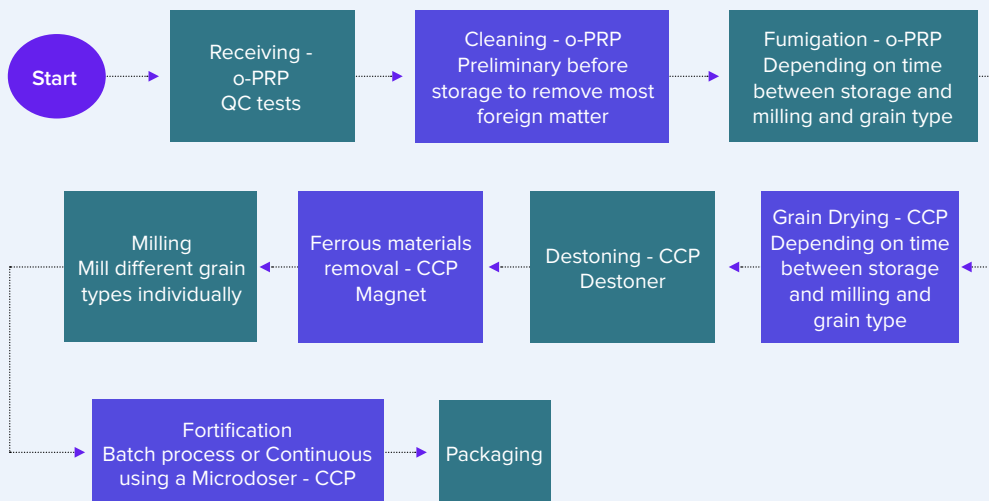 Start
Receiving -
o-PRP
QC tests
Cleaning - o-PRP
Preliminary before
storage to remove most
foreign matter
Fumigation - o-PRP
Depending on time
between storage and
milling and grain type
Grain Drying - CCP
Depending on time
between storage
and milling and
grain type
Destoning - CCP
Destoner
Ferrous materials
removal - CCP
Magnet
Milling
Mill different grain
types individually
Fortification
Batch process or Continuous
using a Microdoser - CCP
Packaging